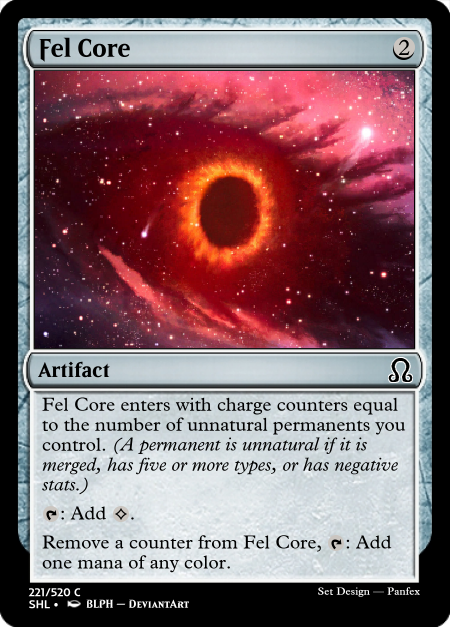 Fel Core 2
Artifact
Fel Core enters with charge counters equal
to the number of unnatural permanents you
control. (A permanent is unnatural if it is
merged, has five or more types, or has negative
stats.)
: Add .
Remove a counter from Fel Core, : Add
one mana of any color.
221/520 C
Set Design — Panfex
SHL • BLPH — DeviantArt